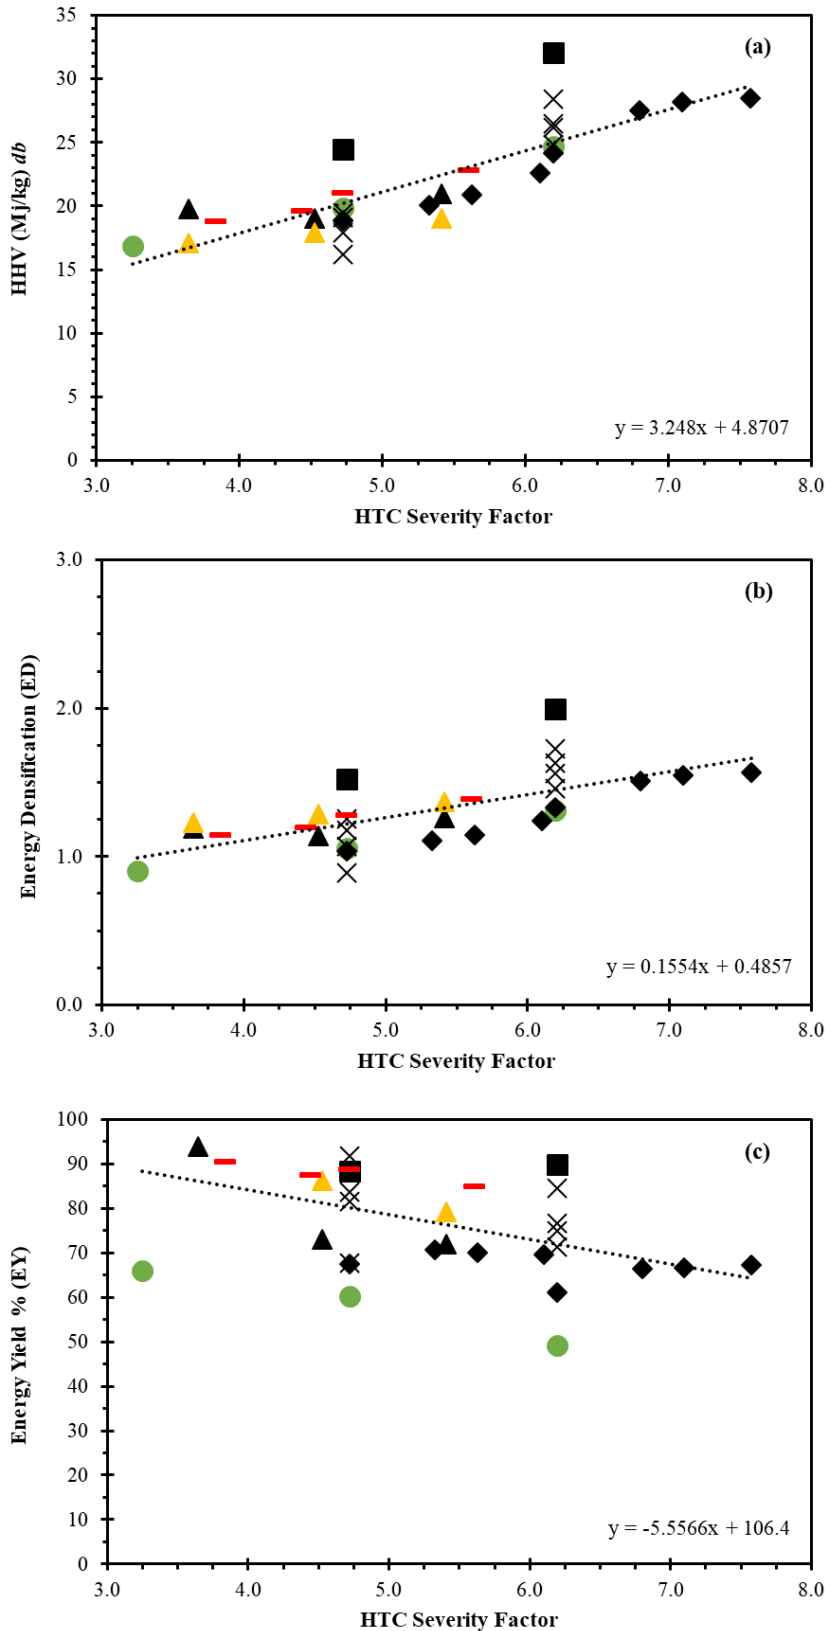 (a)
35
30
25
20
15
10
5
0
HHV (Mj/kg) db
3.0 4.0 5.0 6.0 7.0 8.0
HTC Severity Factor
y = 3.248x + 4.8707
(b)
3.0
2.0
1.0
0.0
Energy Densification (ED)
3.0 4.0 5.0 6.0 7.0 8.0
HTC Severity Factor
y = 0.1554x + 0.4857
(c)
100
90
80
70
60
50
40
30
20
10
0
Energy Yield % (EY)
3.0 4.0 5.0 6.0 7.0 8.0
HTC Severity Factor
y = -5.5566x + 106.4